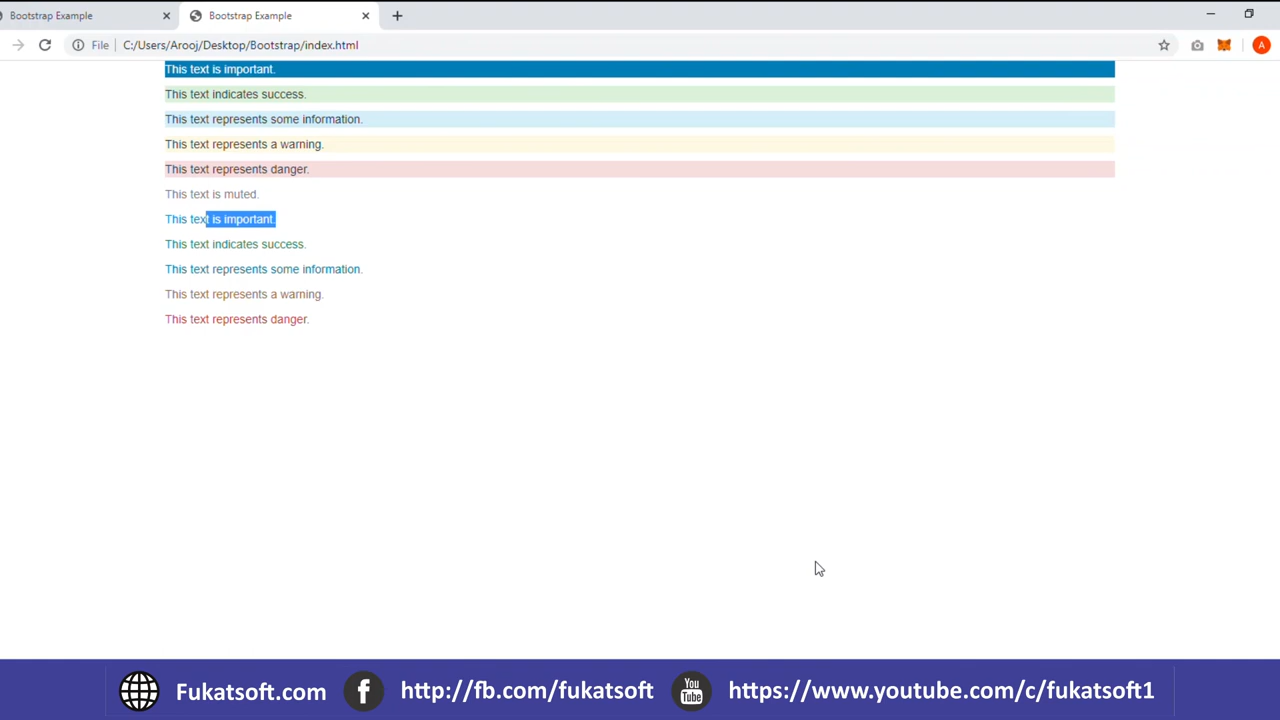 Bootstrap Example
Bootstrap Example
File
C:/Users/Arooj/Desktop/Bootstrap/index.html
A
This text is important.
This text indicates success.
This text represents some information.
This text represents a warning.
This text represents danger.
This text is muted.
This text is important.
This text indicates success.
This text represents some information.
This text represents a warning.
This text represents danger.
Fukatsoft.com
f
http://fb.com/fukatsoft
You
Tube
https://www.youtube.com/c/fukatsoft1